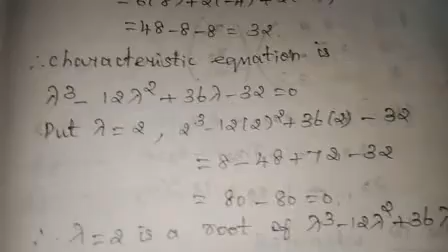 = 48-8-8 = 32
∴ characteristic equation is
λ³- 12λ² + 36λ - 32 = 0
Put λ = 2, 2³-12(2)²+36(2) - 32
= 8 - 48 + 72 - 32
= 80 - 80 = 0.
∴ λ = 2 is a root of λ³-12λ²+36λ